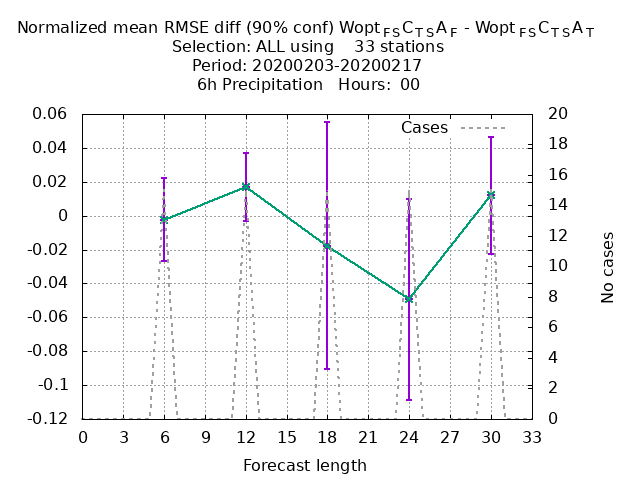 Normalized mean RMSE diff (90% conf) Wopt FS C TS A F - Wopt FS C TS A T
Selection: ALL using 33 stations
Period: 20200203-20200217
6h Precipitation Hours: 00
Cases
0.06
0.04
0.02
0
-0.02
-0.04
-0.06
-0.08
-0.1
-0.12
20
18
16
14
12
10
8
6
4
2
0
No cases
0 3 6 9 12 15 18 21 24 27 30 33
Forecast length